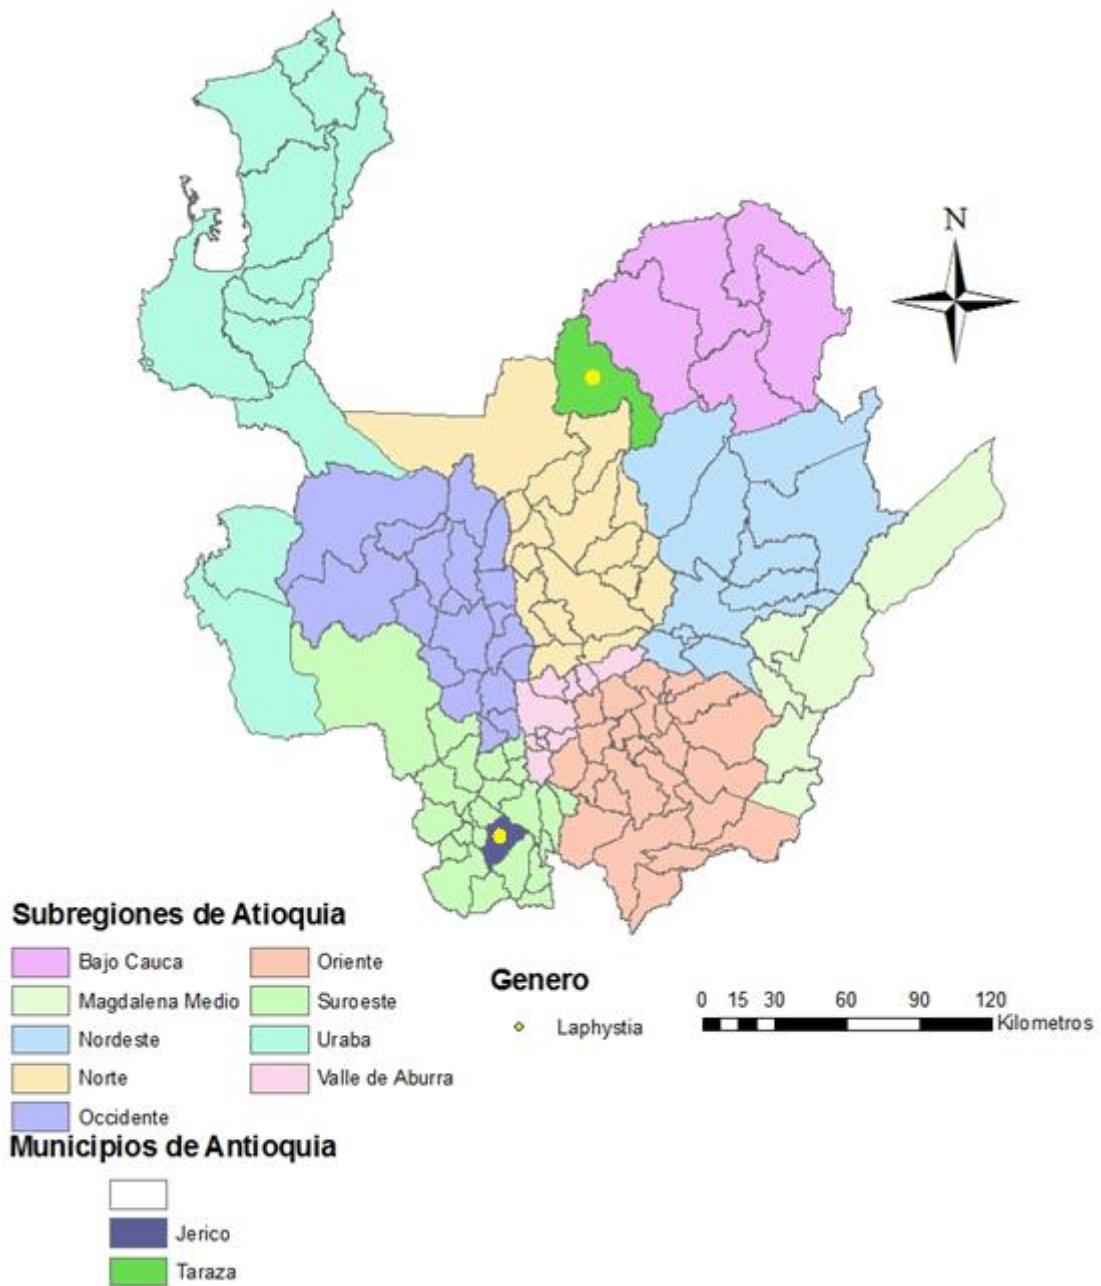 N
Subregiones de Atioquia
Bajo Cauca
Magdalena Medio
Nordeste
Norte
Occidente
Oriente
Suroeste
Uraba
Valle de Aburra
Genero
Laphystia
0 15 30 60 90 120
Kilometros
Municipios de Antioquia
Jerico
Taraza